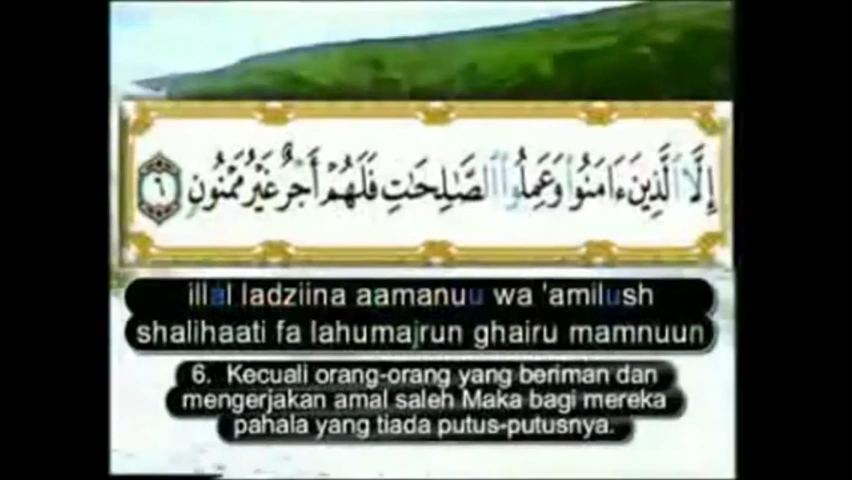 إِلَّا ٱلَّذِينَ ءَامَنُوا۟ وَعَمِلُوا۟ ٱلصَّـٰلِحَـٰتِ فَلَهُمْ أَجْرٌ غَيْرُ مَمْنُونٍ ٦
illal ladziina aamanuu wa 'amilush
shalihaati fa lahumajrun ghairu mamnuun
6. Kecuali orang-orang yang beriman dan
mengerjakan amal saleh Maka bagi mereka
pahala yang tiada putus-putusnya.